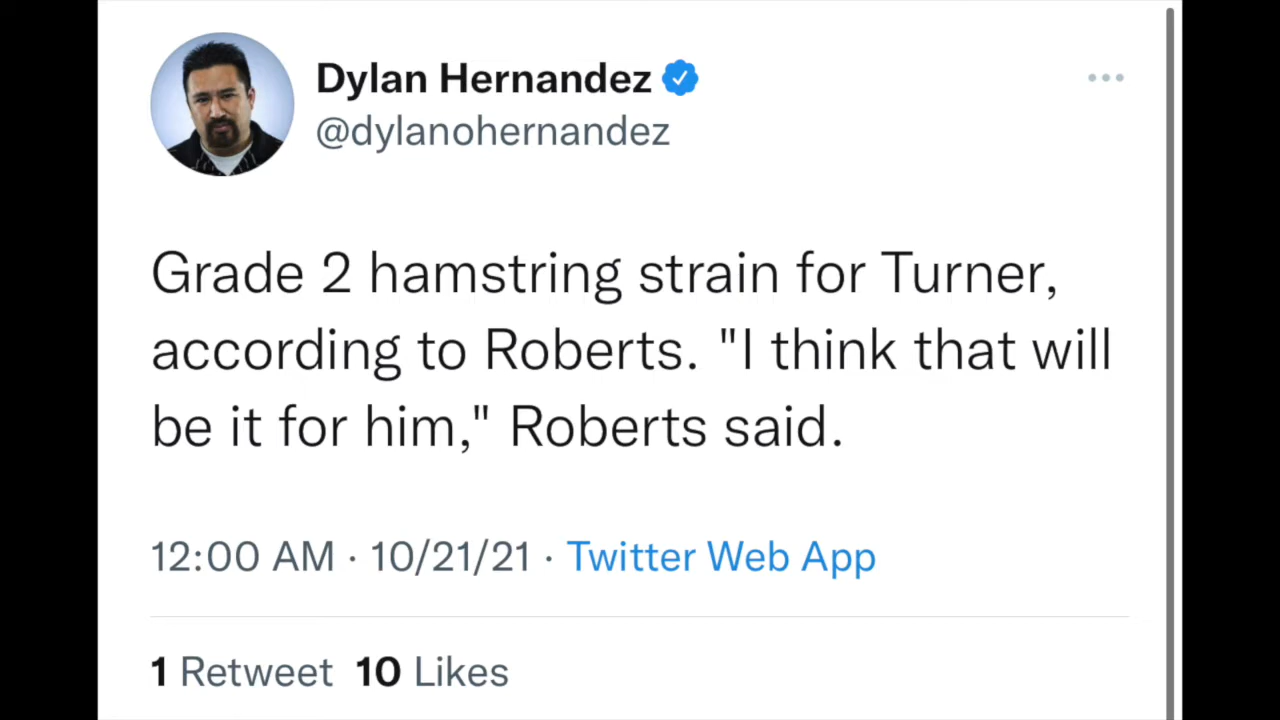 Dylan Hernandez
@dylanohernandez
Grade 2 hamstring strain for Turner,
according to Roberts. "I think that will
be it for him," Roberts said.
12:00 AM · 10/21/21 · Twitter Web App
1 Retweet 10 Likes